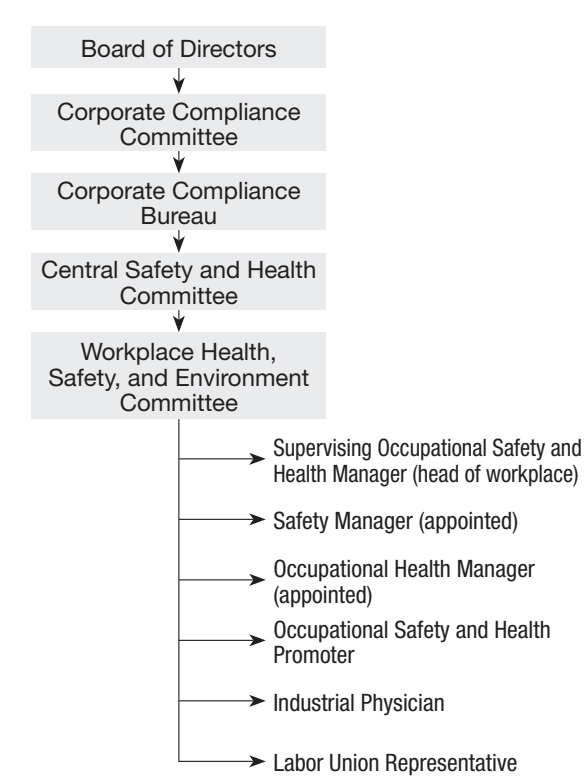 Board of Directors
Corporate Compliance
Committee
Corporate Compliance
Bureau
Central Safety and Health
Committee
Workplace Health,
Safety, and Environment
Committee
Supervising Occupational Safety and
Health Manager (head of workplace)
Safety Manager (appointed)
Occupational Health Manager
(appointed)
Occupational Safety and Health
Promoter
Industrial Physician
Labor Union Representative